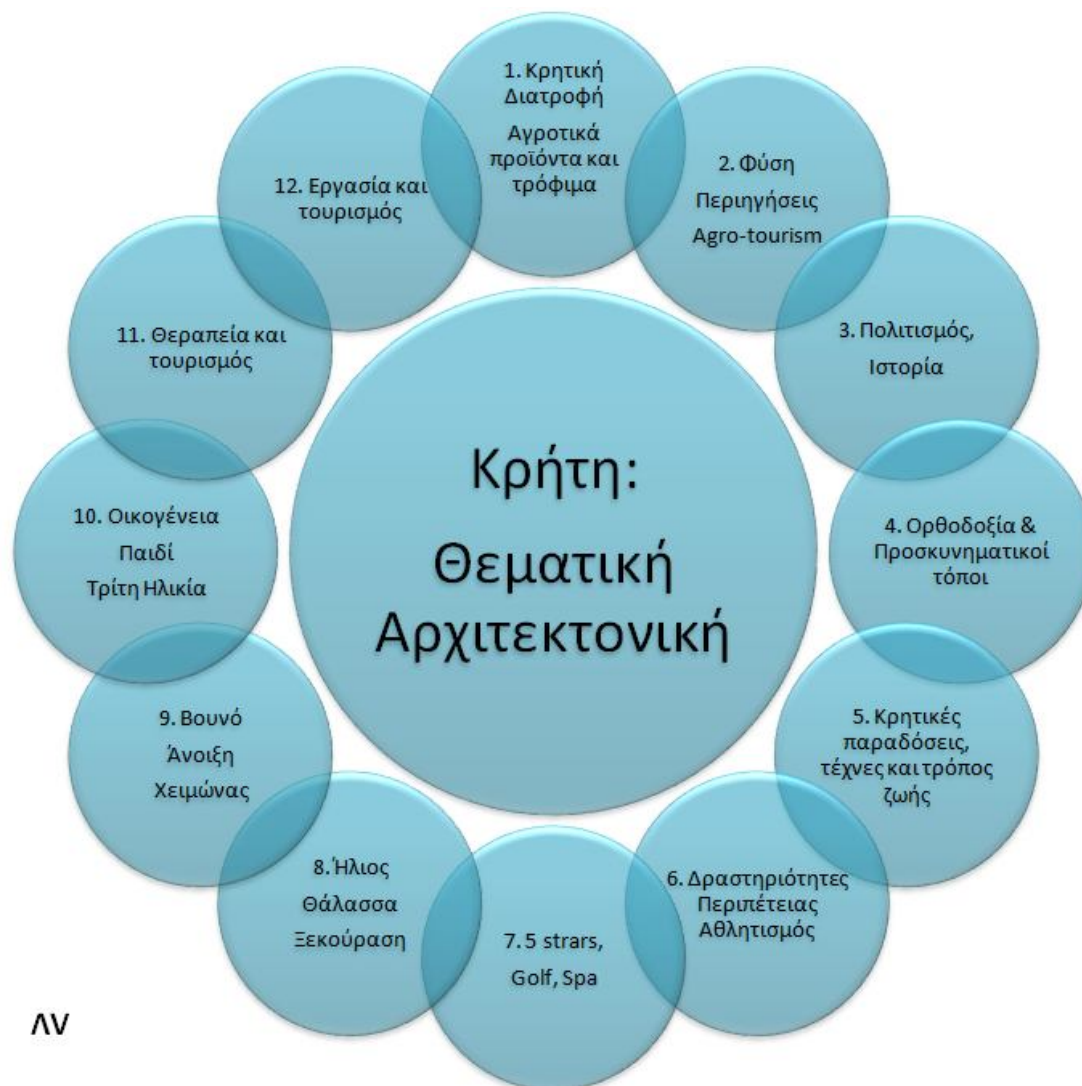 1. Κρητική
Διατροφή
Αγροτικά
προϊόντα και
τρόφιμα
2. Φύση
Περιηγήσεις
Agro-tourism
3. Πολιτισμός,
Ιστορία
4. Ορθοδοξία &
Προσκυνηματικοί
τόποι
5. Κρητικές
παραδόσεις,
τέχνες και τρόπος
ζωής
6. Δραστηριότητες
Περιπέτειας
Αθλητισμός
7. 5 strars,
Golf, Spa
8. Ήλιος
Θάλασσα
Ξεκούραση
9. Βουνό
Άνοιξη
Χειμώνας
10. Οικογένεια
Παιδί
Τρίτη Ηλικία
11. Θεραπεία και
τουρισμός
12. Εργασία και
τουρισμός
Κρήτη:
Θεματική
Αρχιτεκτονική
ΛV